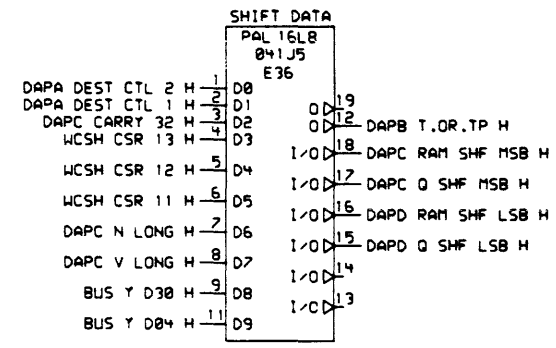 SHIFT DATA
PAL 16L8
041J5
E36
DAPA DEST CTL 2 H 1 D0
DAPA DEST CTL 1 H 2 D1
DAPC CARRY 32 H 3 D2
WCSH CSR 13 H 4 D3
WCSH CSR 12 H 5 D4
WCSH CSR 11 H 6 D5
DAPC N LONG H 7 D6
DAPC V LONG H 8 D7
BUS Y D30 H 9 D8
BUS Y D04 H 11 D9
O 19
O 12 DAPB T.OR.TP H
I/O 18 DAPC RAM SHF MSB H
I/O 17 DAPC Q SHF MSB H
I/O 16 DAPD RAM SHF LSB H
I/O 15 DAPD Q SHF LSB H
I/O 14
I/O 13